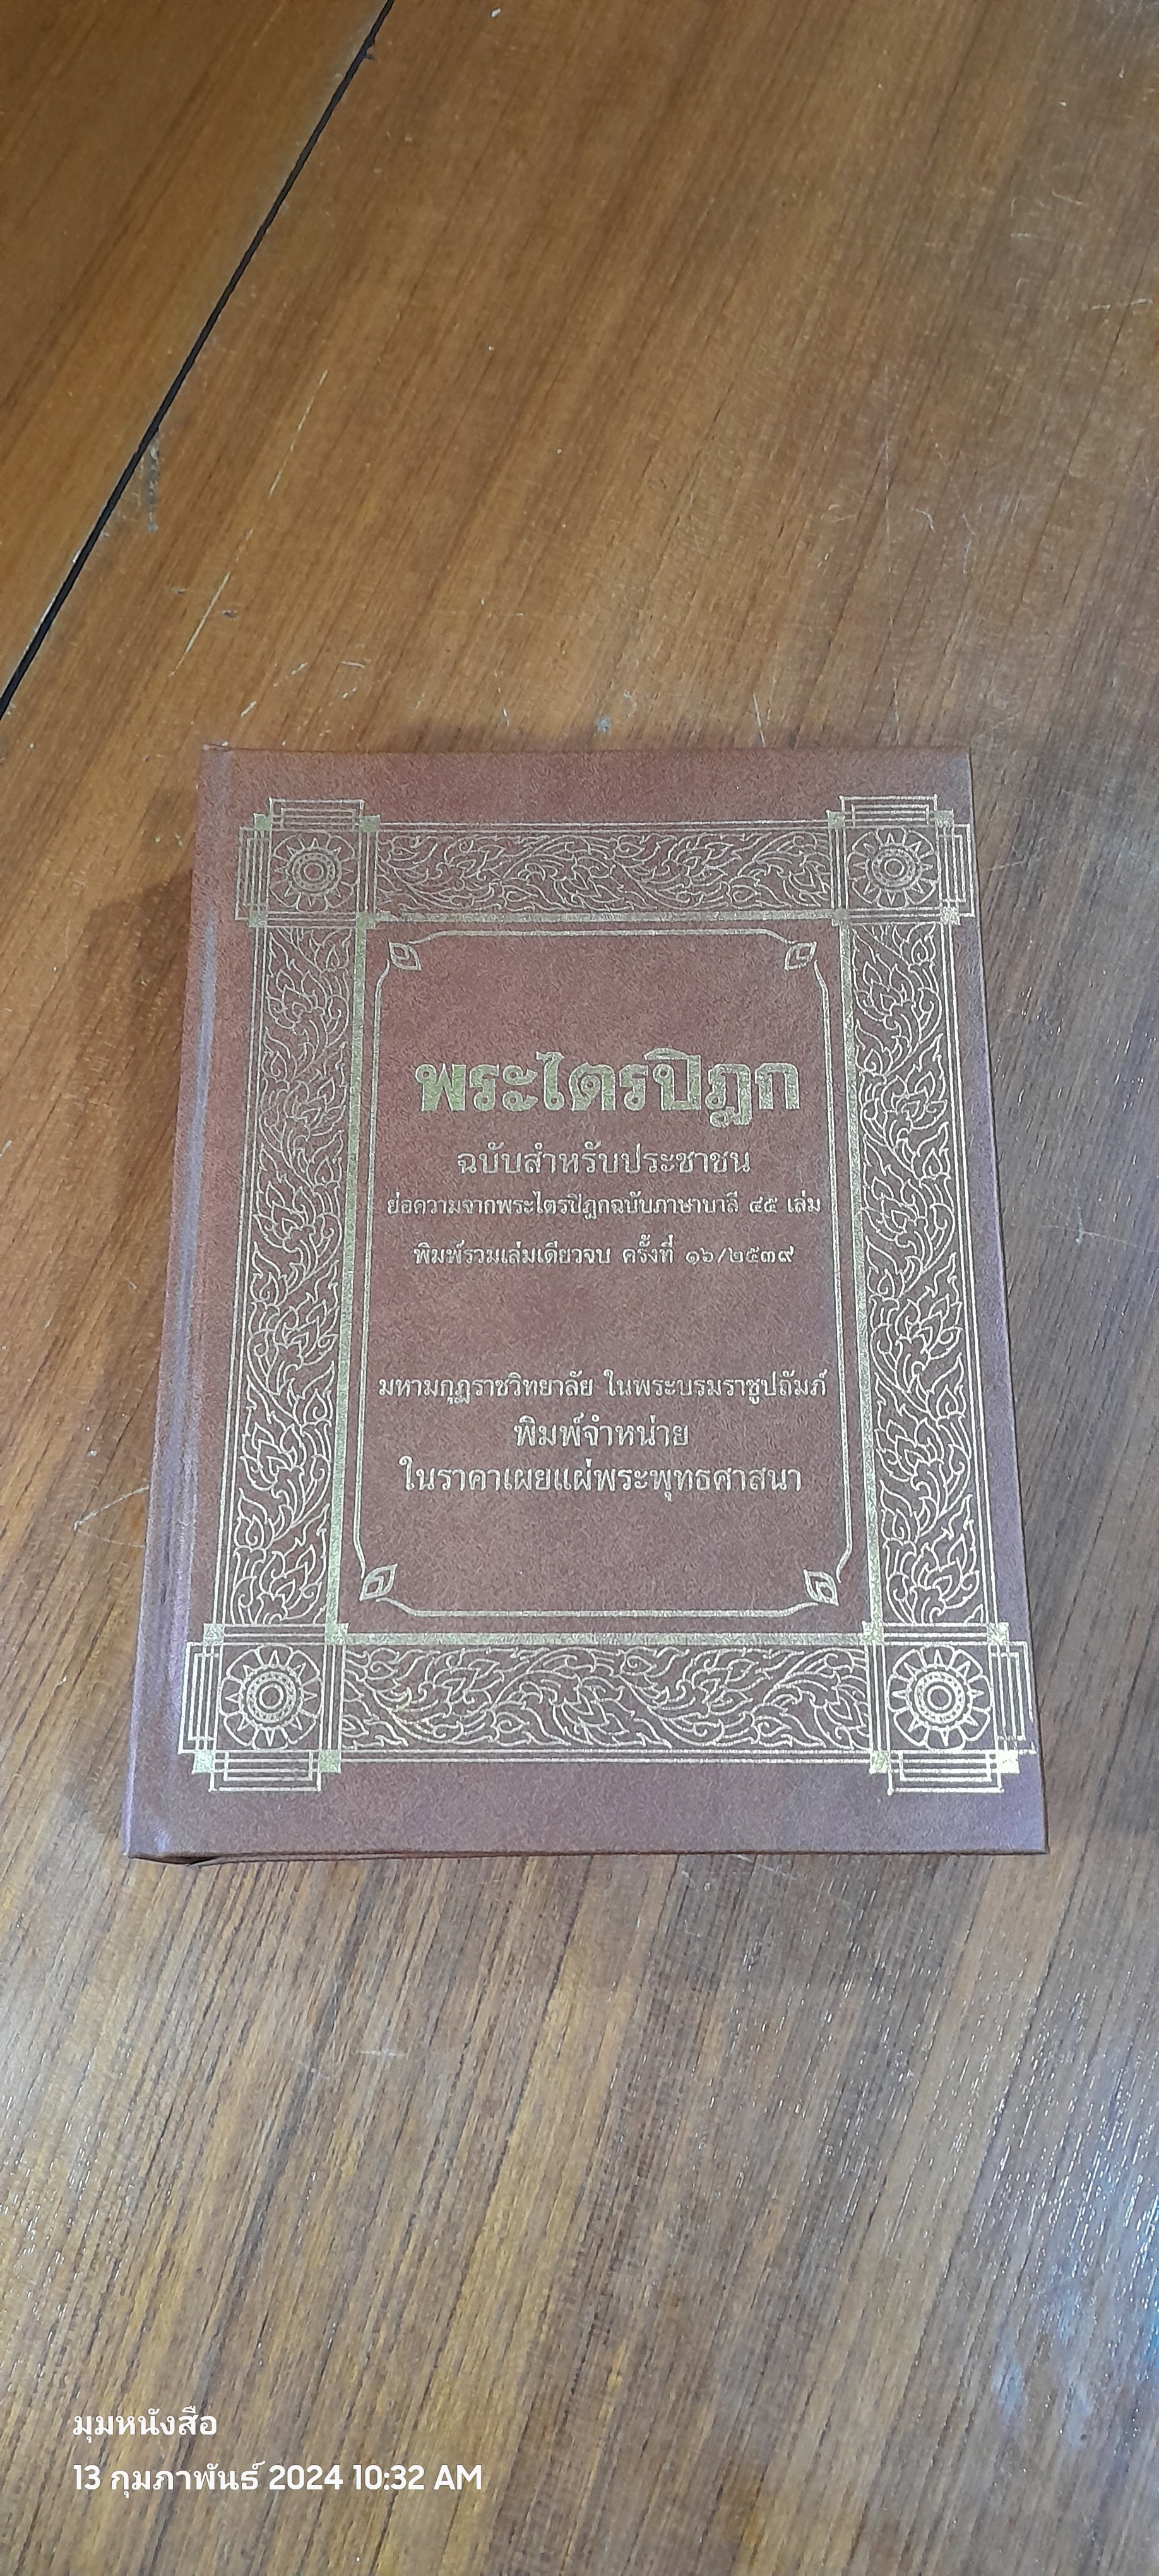 พระไตรปิฎก
ฉบับสำหรับประชาชน
ย่อความจากพระไตรปิฎกฉบับภาษาบาลี ๔๕ เล่ม
พิมพ์รวมเล่มเดียวจบ ครั้งที่ ๑๖/๒๕๓๙
มหามกุฏราชวิทยาลัย ในพระบรมราชูปถัมภ์
พิมพ์จำหน่าย
ในราคาเผยแผ่พระพุทธศาสนา
มุมหนังสือ
13 กุมภาพันธ์ 2024 10:32 AM